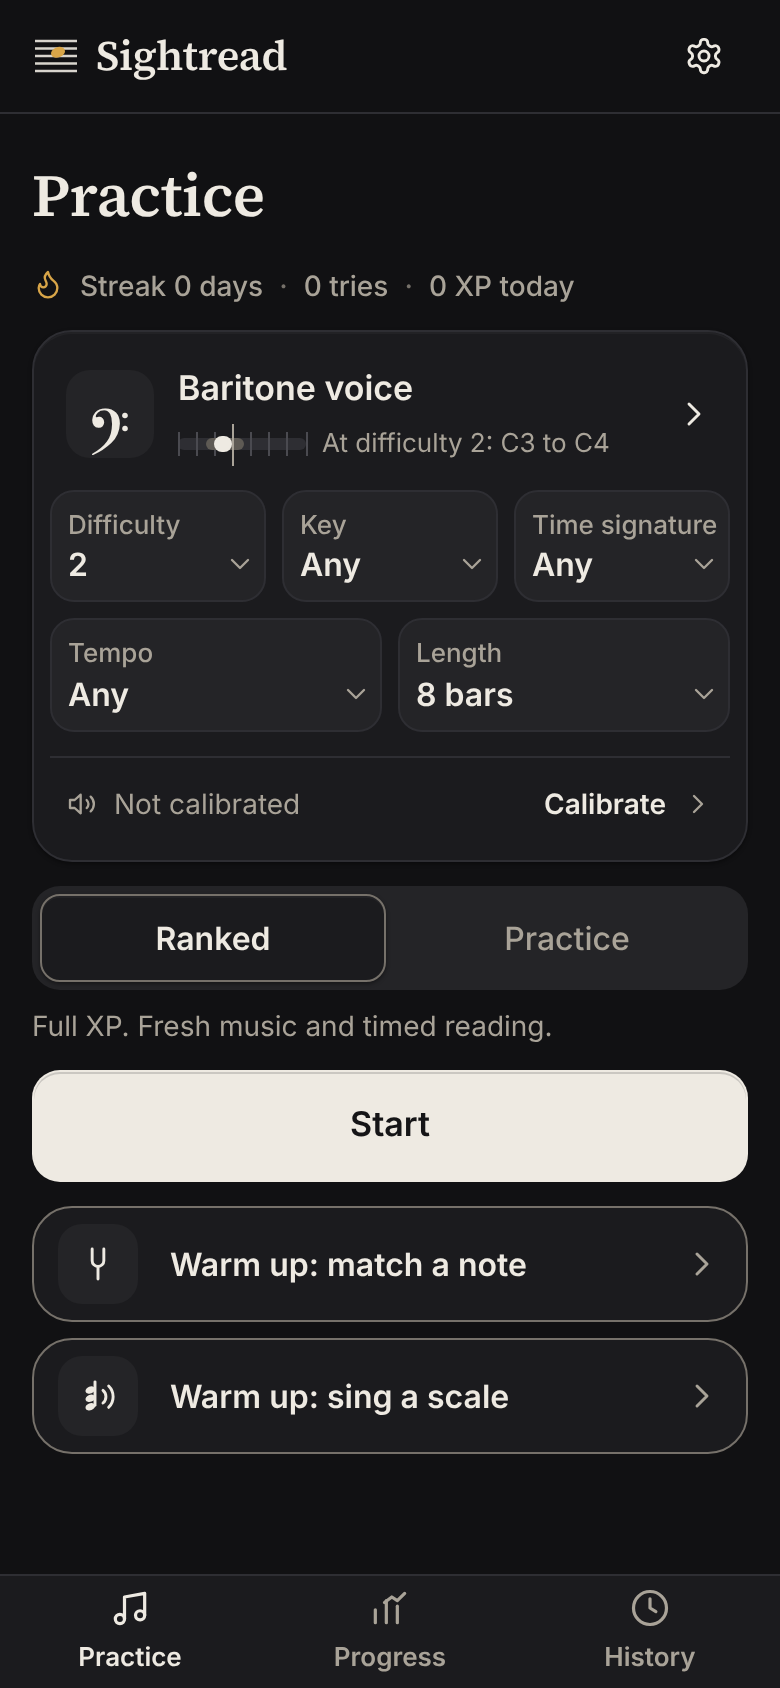 Sightread
Practice
Streak 0 days · 0 tries · 0 XP today
Baritone voice
At difficulty 2: C3 to C4
Difficulty
2
Key
Any
Time signature
Any
Tempo
Any
Length
8 bars
Not calibrated
Calibrate
Ranked
Practice
Full XP. Fresh music and timed reading.
Start
Warm up: match a note
Warm up: sing a scale
Practice
Progress
History